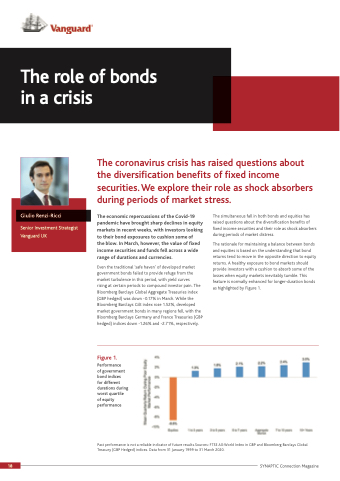 Vanguard
The role of bonds
in a crisis
The coronavirus crisis has raised questions about
the diversification benefits of fixed income
securities. We explore their role as shock absorbers
during periods of market stress.
Giulio Renzi-Ricci
Senior Investment Strategist
Vanguard UK
The economic repercussions of the Covid-19
pandemic have brought sharp declines in equity
markets in recent weeks, with investors looking
to their bond exposures to cushion some of
the blow. In March, however, the value of fixed
income securities and funds fell across a wide
range of durations and currencies.
Even the traditional 'safe haven' of developed market
government bonds failed to provide refuge from the
market turbulence in this period, with yield curves
rising at certain periods to compound investor pain. The
Bloomberg Barclays Global Aggregate Treasuries Index
(GBP hedged) was down -0.17% in March. While the
Bloomberg Barclays Gilt Index rose 1.52%, developed
market government bonds in many regions fell, with the
Bloomberg Barclays Germany and France Treasuries (GBP
hedged) indices down
respectively.
The simultaneous fall in both bonds and equities has
raised questions about the diversification benefits of
fixed income securities and their role as shock absorbers
during periods of market distress.
The rationale for maintaining a balance between bonds
and equities is based on the understanding that bond
returns tend to move in the opposite direction to equity
returns. A healthy exposure to bond markets should
provide investors with a cushion to absorb some of the
losses when equity markets inevitably tumble. This
feature is normally enhanced for longer-duration bonds
as highlighted by Figure 1.
Figure 1.
Performance
of government
bond indices
for different
durations during
worst quartile
of equity
performance
Equities
Past performance is not a reliable indicator of future results. Sources: FTSE All-World Index in GBP and Bloomberg Barclays Global
Treasury (GBP Hedged) indices. Data from 31 January 1999 to 31 March 2020.
18
SYNAPTIC Connection Magazine